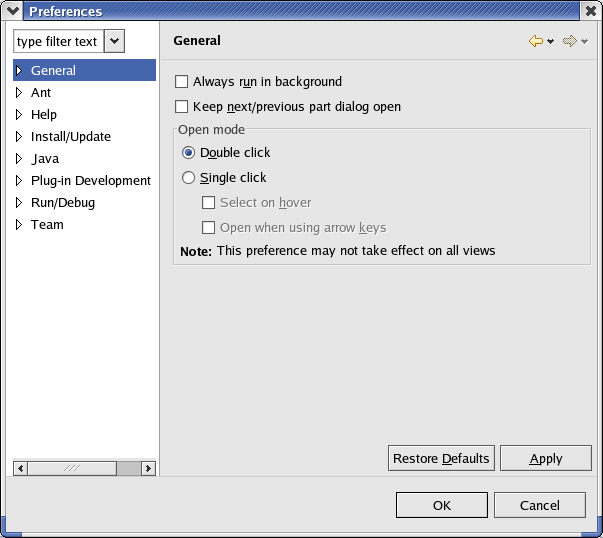 Preferences
type filter text
General
Ant
Help
Install/Update
Java
Plug-in Development
Run/Debug
Team
General
Always run in background
Keep next/previous part dialog open
Open mode
Double click
Single click
Select on hover
Open when using arrow keys
Note: This preference may not take effect on all views
Restore Defaults Apply
OK Cancel